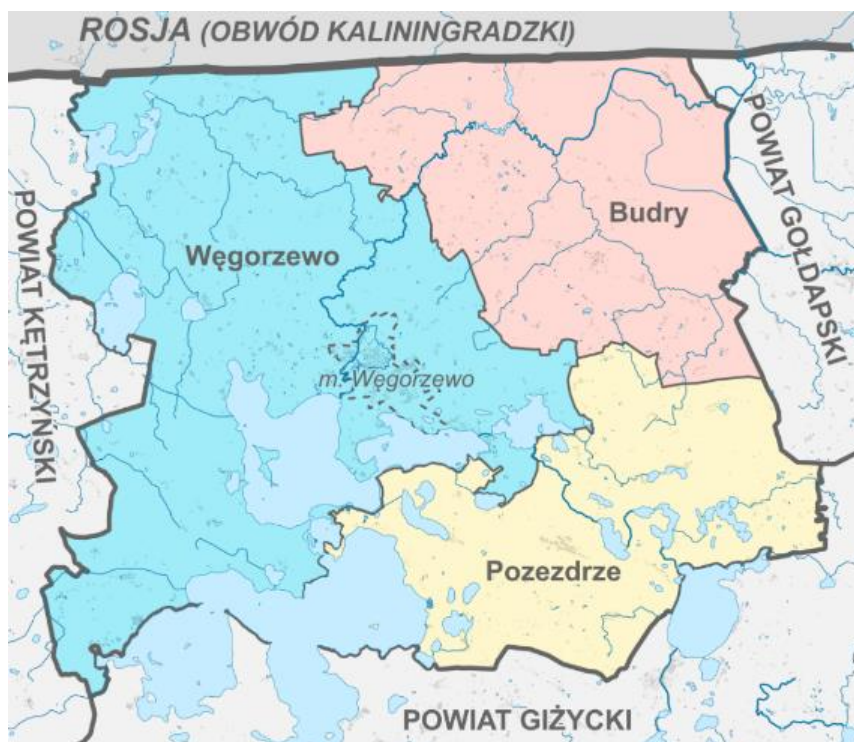 ROSJA (OBWÓD KALININGRADZKI)
POWIAT GOŁDAPSKI
POWIAT KĘTRZYŃSKI
Budry
Węgorzewo
m. Węgorzewo
Pozezdrze
POWIAT GIŻYCKI